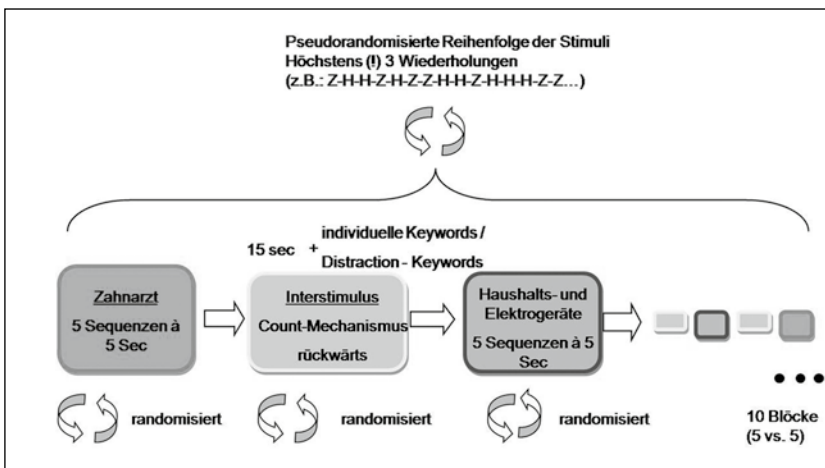 Pseudorandomisierte Reihenfolge der Stimuli
Höchstens (!) 3 Wiederholungen
(z.B.: Z-H-H-Z-H-Z-Z-H-H-Z-H-H-H-Z-Z...)
15 sec + individuelle Keywords /
Distraction - Keywords
Zahnarzt
5 Sequenzen à
5 Sec
Interstimulus
Count-Mechanismus
rückwärts
Haushalts- und
Elektrogeräte
5 Sequenzen à 5
Sec
randomisiert
randomisiert
randomisiert
10 Blöcke
(5 vs. 5)